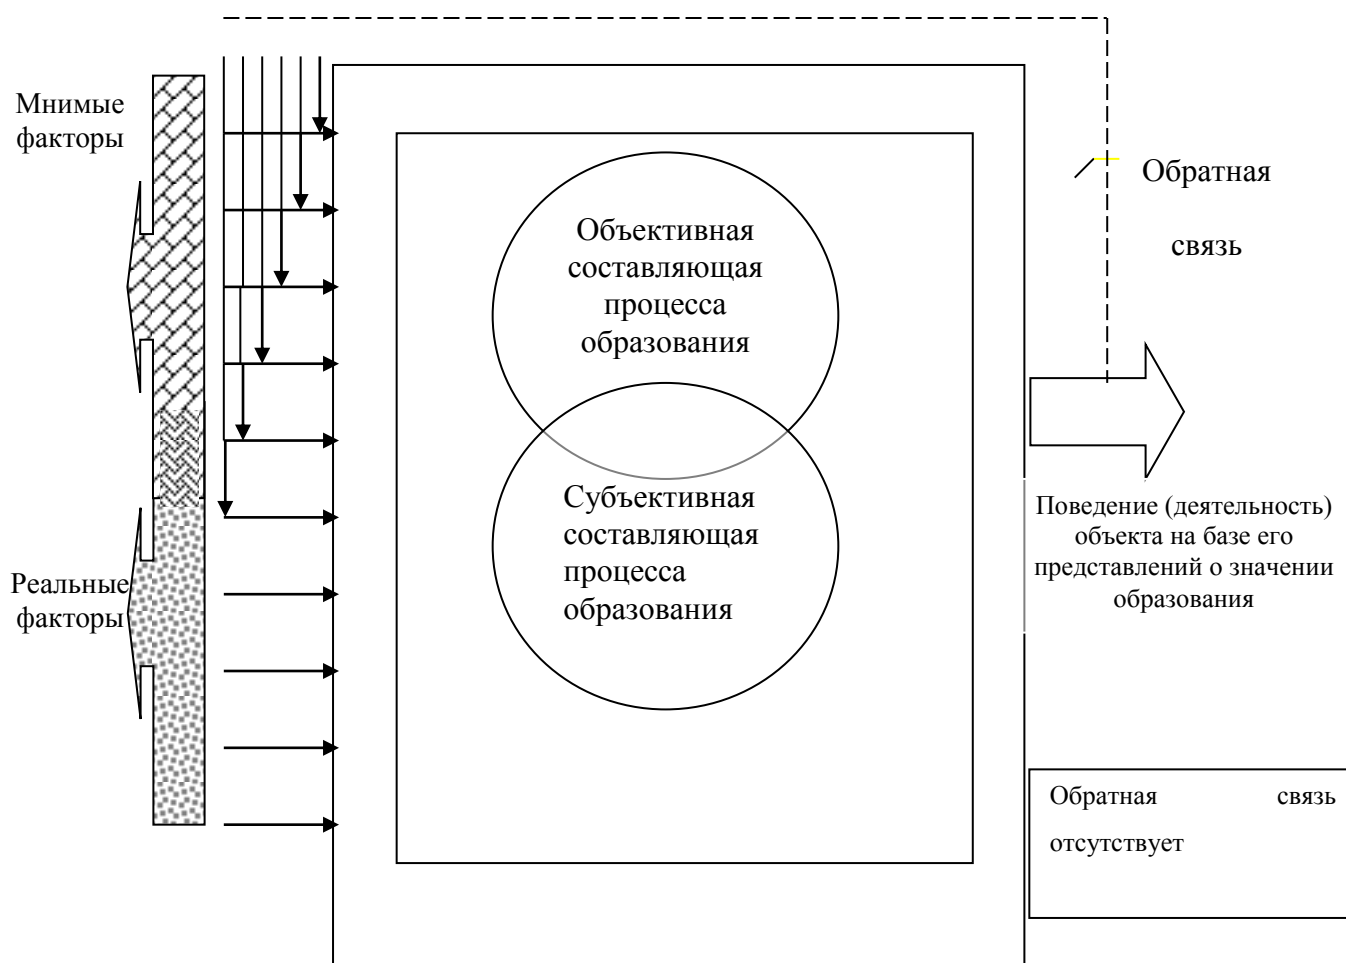 Мнимые
факторы
Объективная
составляющая
процесса
образования
Обратная
связь
Субъективная
составляющая
процесса
образования
Реальные
факторы
Поведение (деятельность)
объекта на базе его
представлений о значении
образования
Обратная связь
отсутствует